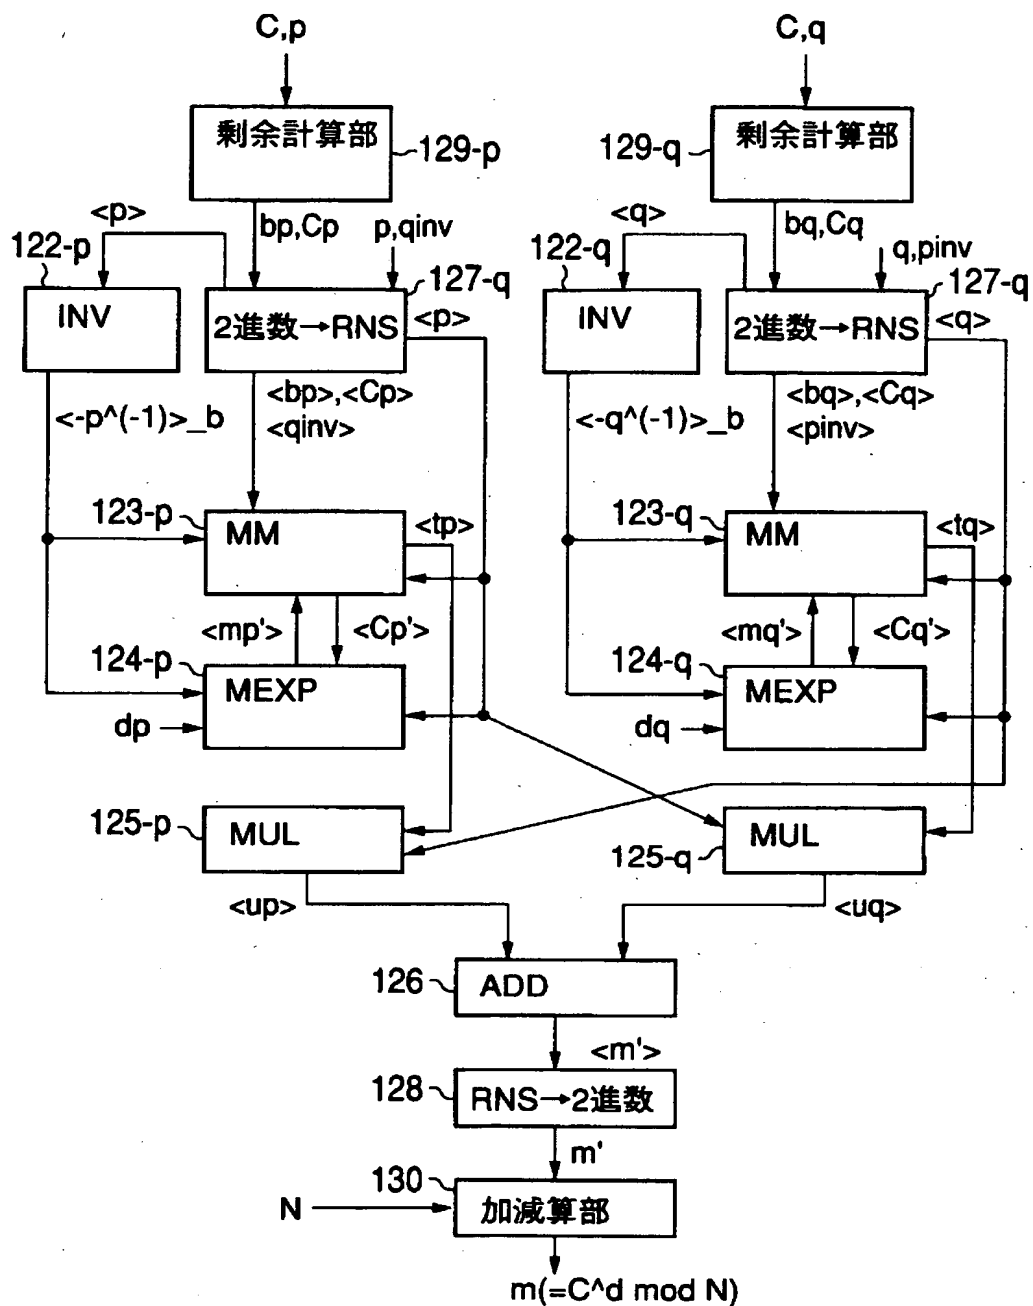 C,p
C,q
剰余計算部
129-p
剰余計算部
129-q
<p>
bp,Cp
p,qinv
<q>
bq,Cq
q,pinv
122-p
127-q
122-q
127-q
INV
2進数→RNS
<p>
INV
2進数→RNS
<q>
<-p^(-1)>_b
<bp>,<Cp>
<qinv>
<-q^(-1)>_b
<bq>,<Cq>
<pinv>
123-p
MM
<tp>
123-q
MM
<tq>
<mp'>
<Cp'>
<mq'>
<Cq'>
124-p
MEXP
124-q
MEXP
dp
dq
125-p
MUL
MUL
125-q
<up>
<uq>
126
ADD
<m'>
128
RNS→2進数
m'
130
N
加減算部
m(=C^d mod N)